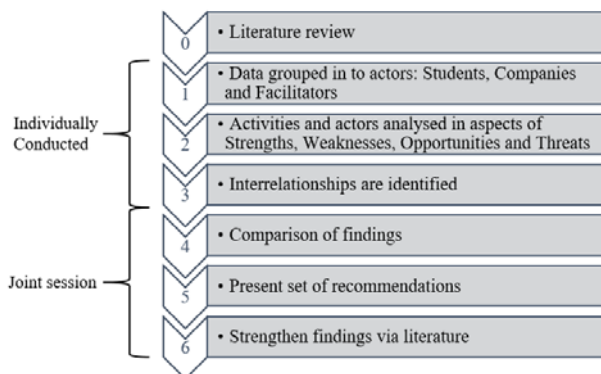 0
• Literature review
Individually
Conducted
1
• Data grouped in to actors: Students, Companies
and Facilitators
2
• Activities and actors analysed in aspects of
Strengths, Weaknesses, Opportunities and Threats
3
• Interrelationships are identified
Joint session
4
• Comparison of findings
5
• Present set of recommendations
6
• Strengthen findings via literature